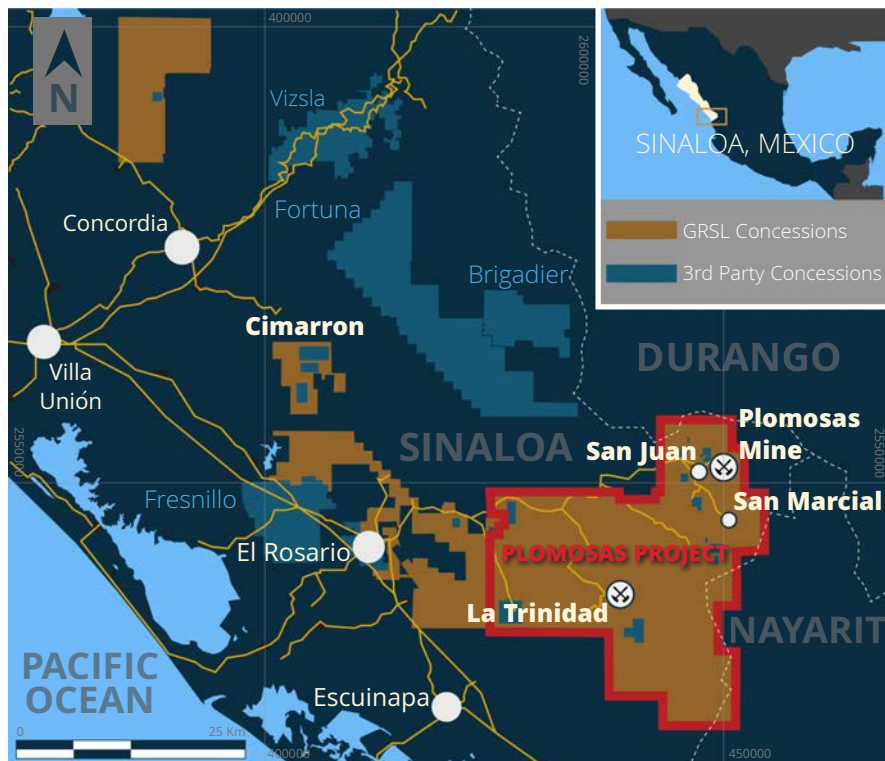 400000
2600000
N
Vizsla
SINALOA, MEXICO
GRSL Concessions
3rd Party Concessions
Concordia
Fortuna
Brigadier
Cimarron
Villa
Unión
DURANGO
SINALOA
Plomosas
Mine
San Juan
2550000
2550000
San Marcial
Fresnillo
El Rosario
PLOMOSAS PROJECT
La Trinidad
NAYARIT
PACIFIC
OCEAN
Escuinapa
0
25 Km
400000
450000